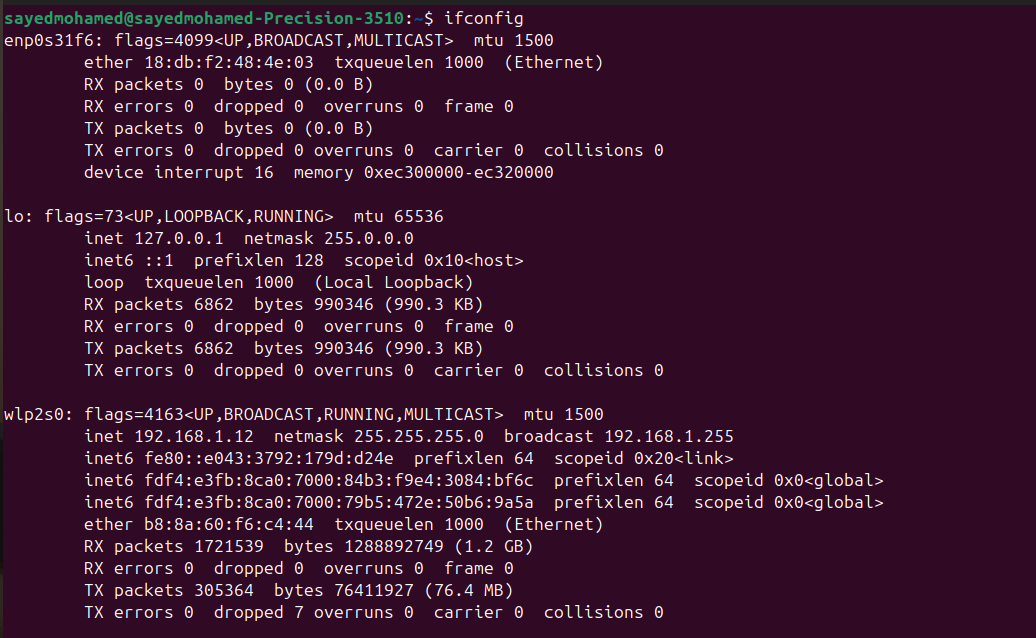 sayedmohamed@sayedmohamed-Precision-3510:~$ ifconfig
enp0s31f6: flags=4099<UP,BROADCAST,MULTICAST>  mtu 1500
        ether 18:db:f2:48:4e:03  txqueuelen 1000  (Ethernet)
        RX packets 0  bytes 0 (0.0 B)
        RX errors 0  dropped 0  overruns 0  frame 0
        TX packets 0  bytes 0 (0.0 B)
        TX errors 0  dropped 0 overruns 0  carrier 0  collisions 0
        device interrupt 16  memory 0xec300000-ec320000

lo: flags=73<UP,LOOPBACK,RUNNING>  mtu 65536
        inet 127.0.0.1  netmask 255.0.0.0
        inet6 ::1  prefixlen 128  scopeid 0x10<host>
        loop  txqueuelen 1000  (Local Loopback)
        RX packets 6862  bytes 990346 (990.3 KB)
        RX errors 0  dropped 0  overruns 0  frame 0
        TX packets 6862  bytes 990346 (990.3 KB)
        TX errors 0  dropped 0 overruns 0  carrier 0  collisions 0

wlp2s0: flags=4163<UP,BROADCAST,RUNNING,MULTICAST>  mtu 1500
        inet 192.168.1.12  netmask 255.255.255.0  broadcast 192.168.1.255
        inet6 fe80::e043:3792:179d:d24e  prefixlen 64  scopeid 0x20<link>
        inet6 fdf4:e3fb:8ca0:7000:84b3:f9e4:3084:bf6c  prefixlen 64  scopeid 0x0<global>
        inet6 fdf4:e3fb:8ca0:7000:79b5:472e:50b6:9a5a  prefixlen 64  scopeid 0x0<global>
        ether b8:8a:60:f6:c4:44  txqueuelen 1000  (Ethernet)
        RX packets 1721539  bytes 1288892749 (1.2 GB)
        RX errors 0  dropped 0  overruns 0  frame 0
        TX packets 305364  bytes 76411927 (76.4 MB)
        TX errors 0  dropped 7 overruns 0  carrier 0  collisions 0